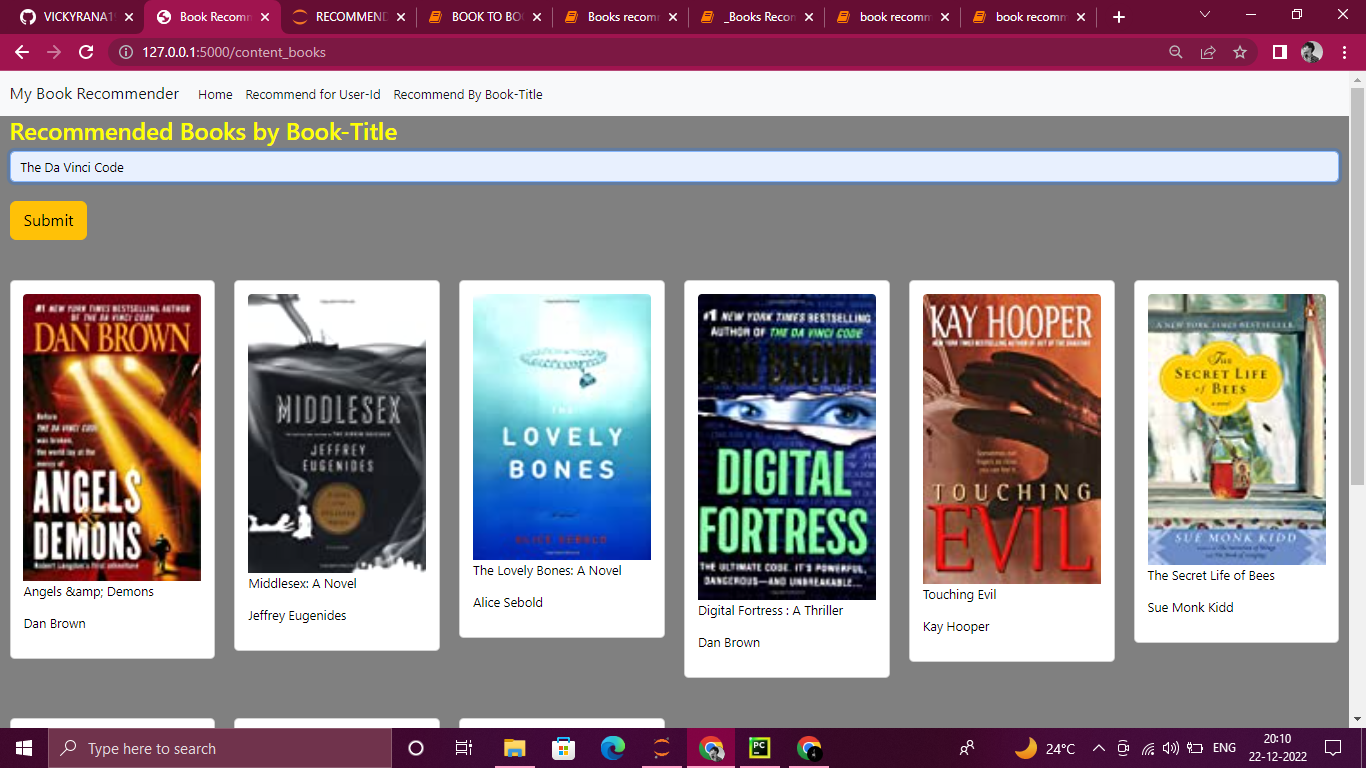 VICKYRANA19
Book Recomm
RECOMMEND
BOOK TO BO
Books recom
_Books Recon
book recomm
book recomm
127.0.0.1:5000/content_books
My Book Recommender Home Recommend for User-Id Recommend By Book-Title
Recommended Books by Book-Title
The Da Vinci Code
Submit
#1 NEW YORK TIMES BESTSELLING AUTHOR
OF THE DA VINCI CODE
DAN BROWN
Before
THE DA VINCI CODE
was broken,
the world lay at the
mercy of
ANGELS
&
DEMONS
Robert Langdon's first adventure
Angels &amp; Demons
Dan Brown
MIDDLESEX
JEFFREY
EUGENIDES
Middlesex: A Novel
Jeffrey Eugenides
THE
LOVELY
BONES
ALICE SEBOLD
The Lovely Bones: A Novel
Alice Sebold
#1 NEW YORK TIMES BESTSELLING
AUTHOR OF THE DA VINCI CODE
DAN BROWN
DIGITAL
FORTRESS
THE ULTIMATE CODE. IT'S POWERFUL,
DANGEROUS—AND UNBREAKABLE...
Digital Fortress : A Thriller
Dan Brown
KAY HOOPER
TOUCHING
EVIL
Touching Evil
Kay Hooper
A NEW YORK TIMES BESTSELLER
The
SECRET LIFE
of BEES
a novel
SUE MONK KIDD
The Secret Life of Bees
Sue Monk Kidd
Type here to search
PC
24°C
ENG
20:10
22-12-2022